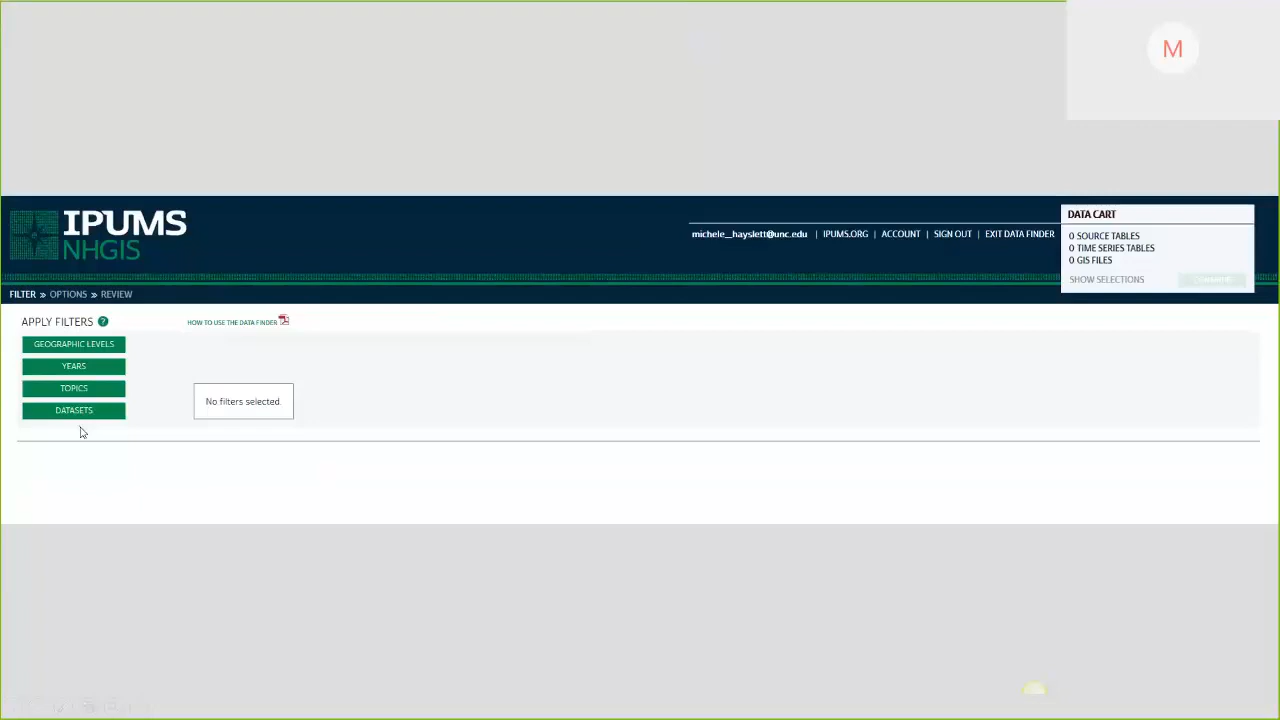 M
IPUMS
NHGIS
michele_hayslett@unc.edu | IPUMS.ORG | ACCOUNT | SIGN OUT | EXIT DATA FINDER
DATA CART
0 SOURCE TABLES
0 TIME SERIES TABLES
0 GIS FILES
SHOW SELECTIONS
FILTER » OPTIONS » REVIEW
APPLY FILTERS ?
HOW TO USE THE DATA FINDER
GEOGRAPHIC LEVELS
YEARS
TOPICS
DATASETS
No filters selected.